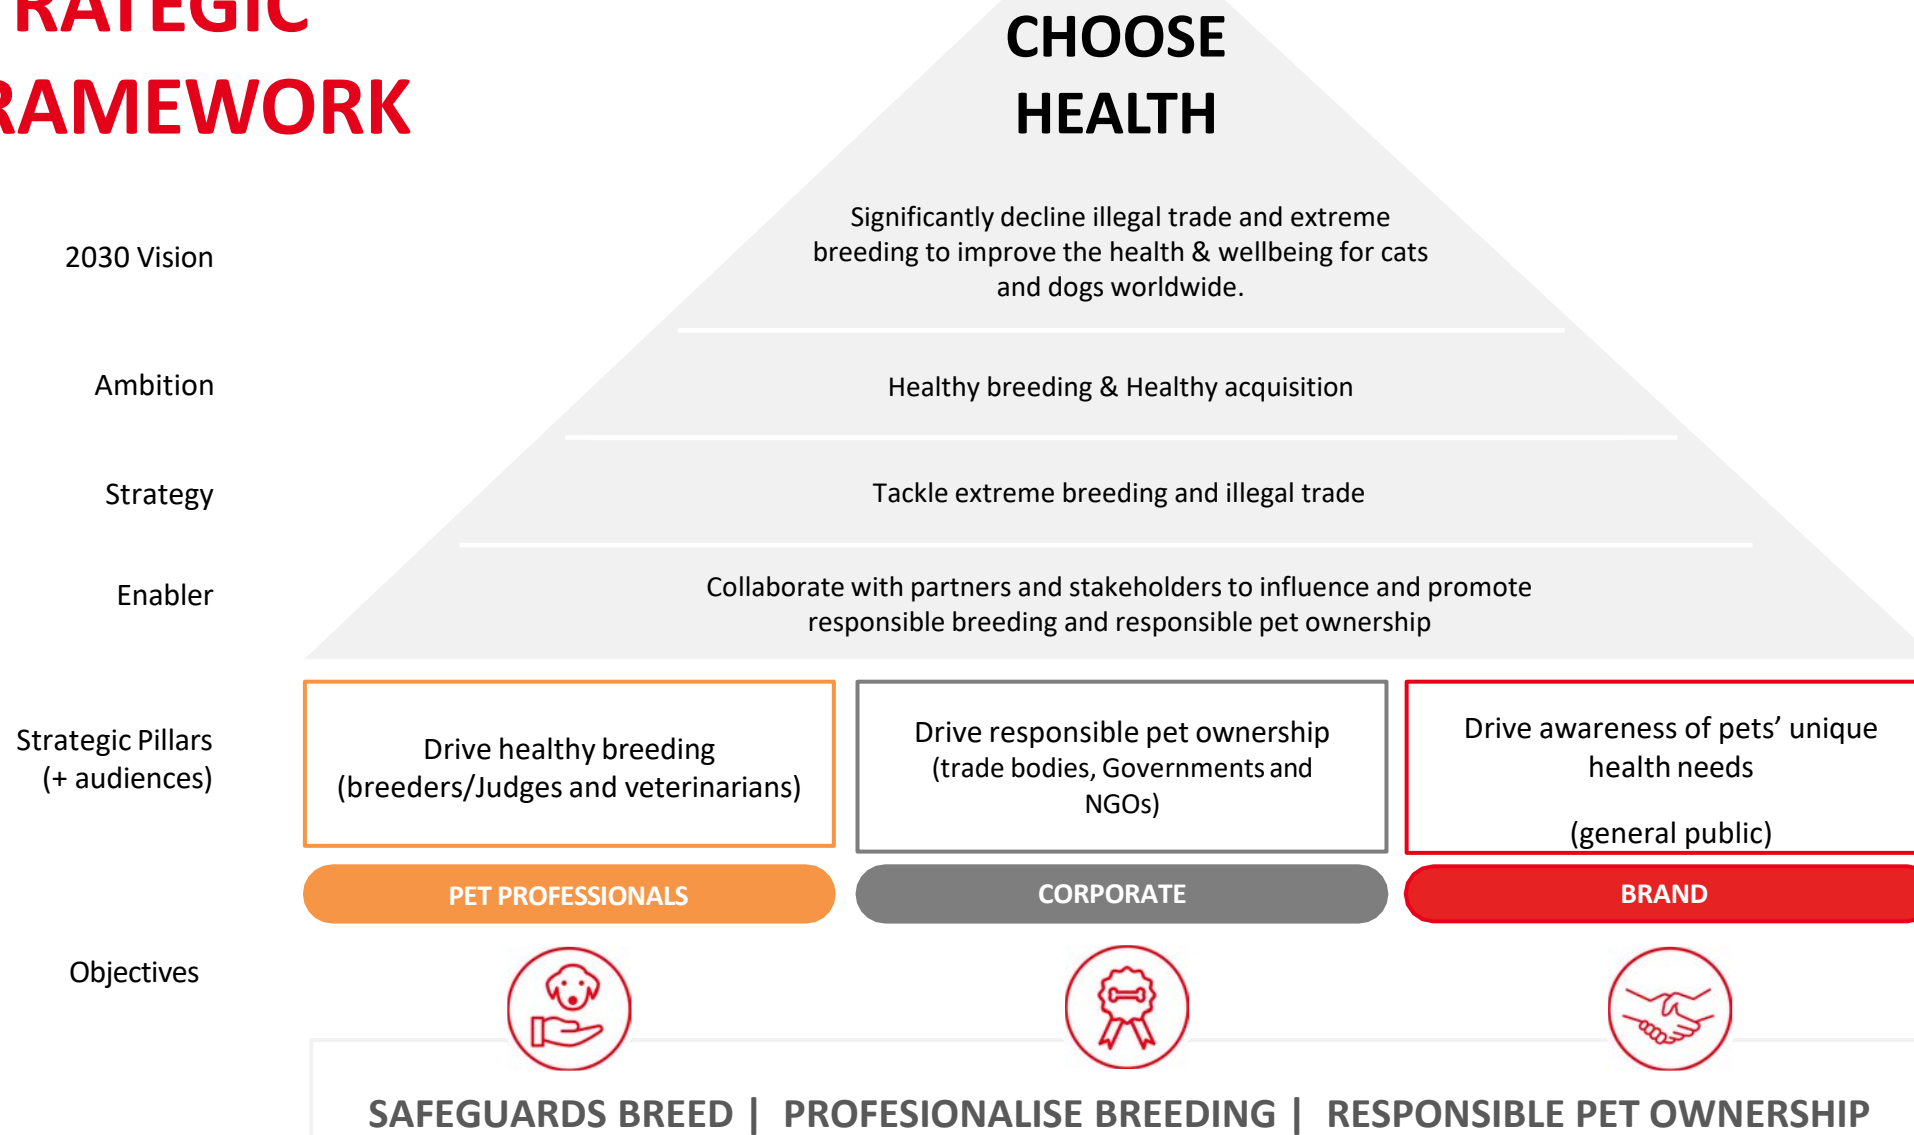 RATEGIC
RAMEWORK
CHOOSE
HEALTH
2030 Vision
Significantly decline illegal trade and extreme
breeding to improve the health & wellbeing for cats
and dogs worldwide.
Ambition
Healthy breeding & Healthy acquisition
Strategy
Tackle extreme breeding and illegal trade
Enabler
Collaborate with partners and stakeholders to influence and promote
responsible breeding and responsible pet ownership
Strategic Pillars
(+ audiences)
Drive healthy breeding
(breeders/Judges and veterinarians)
Drive responsible pet ownership
(trade bodies, Governments and
NGOs)
Drive awareness of pets’ unique
health needs
(general public)
PET PROFESSIONALS
CORPORATE
BRAND
Objectives
SAFEGUARDS BREED | PROFESIONALISE BREEDING | RESPONSIBLE PET OWNERSHIP